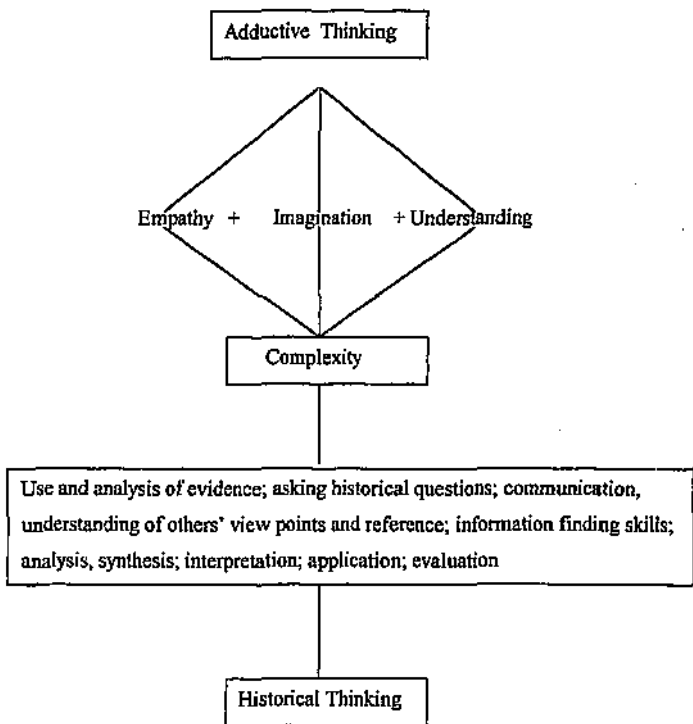 Adductive Thinking
Empathy + Imagination + Understanding
Complexity
Use and analysis of evidence; asking historical questions; communication,
understanding of others' view points and reference; information finding skills;
analysis, synthesis; interpretation; application; evaluation
Historical Thinking